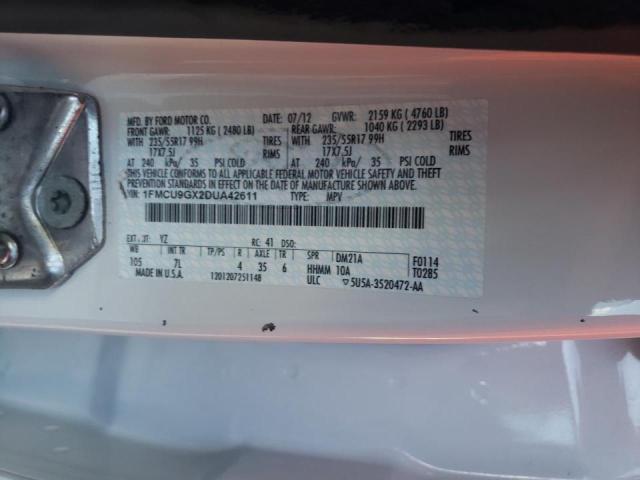 MFD. BY FORD MOTOR CO. DATE: 07/12 GVWR: 2159 KG ( 4760 LB)
FRONT GAWR: 1125 KG ( 2480 LB) REAR GAWR: 1040 KG ( 2293 LB)
WITH 235/55R17 99H TIRES WITH 235/55R17 99H TIRES
17X7.5J RIMS 17X7.5J RIMS
AT 240 kPa/ 35 PSI COLD AT 240 kPa/ 35 PSI COLD
THIS VEHICLE CONFORMS TO ALL APPLICABLE FEDERAL MOTOR VEHICLE SAFETY AND THEFT PREVENTION STANDARDS IN EFFECT ON THE DATE OF MANUFACTURE SHOWN ABOVE.
VIN: 1FMCU9GX2DUA42611 TYPE: MPV
EXT PNT: YZ RC: 41 DSO: F0114
WB INT TR TP/PS R AXLE TR SPR DM21A T0285
105 7L 4 35 6 HHMM 10A
MADE IN U.S.A. 1201207251148 ULC 5U5A-3520472-AA